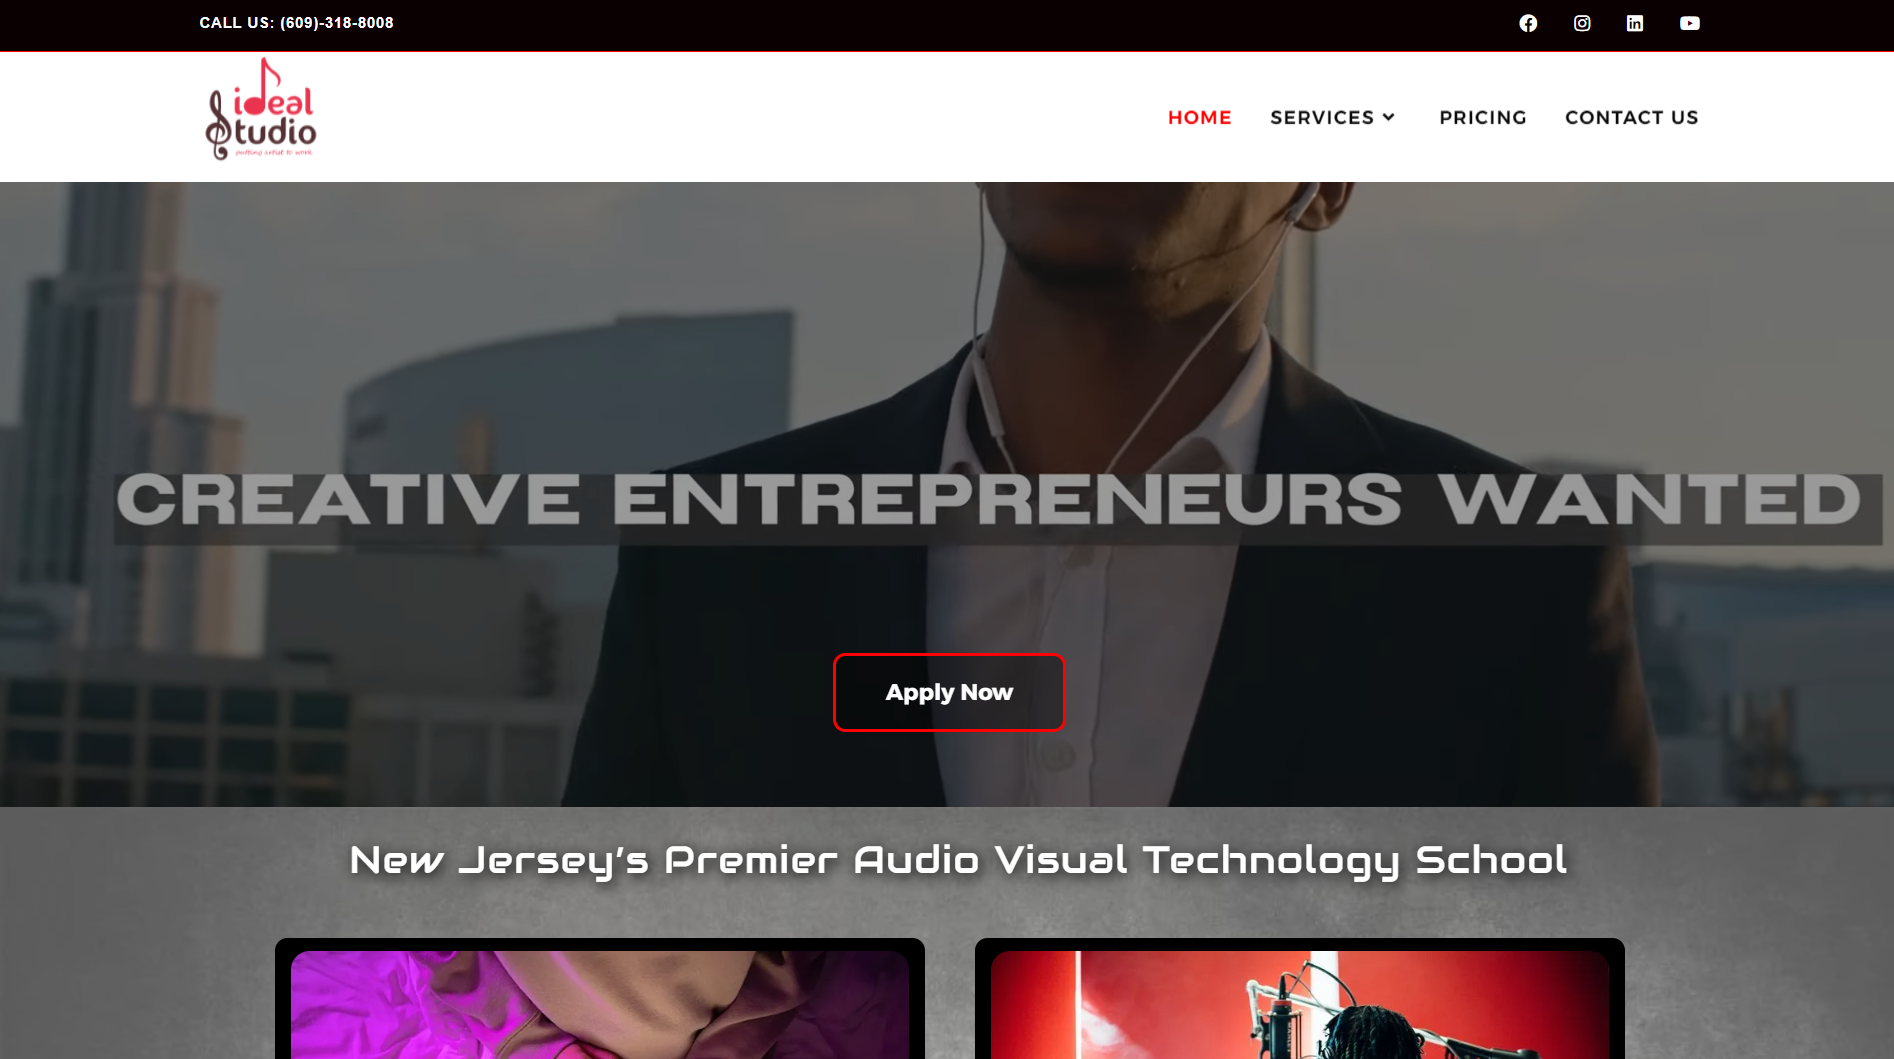 CALL US: (609)-318-8008
ideal
Studio
putting artist to work.
HOME
SERVICES
PRICING
CONTACT US
CREATIVE ENTREPRENEURS WANTED
Apply Now
New Jersey's Premier Audio Visual Technology School